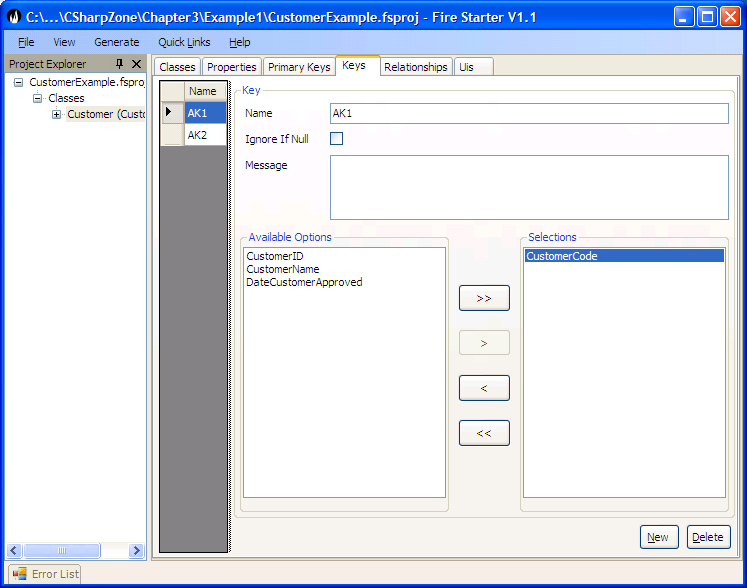 C:\...\CSharpZone\Chapter3\Example1\CustomerExample.fsproj - Fire Starter V1.1
File View Generate Quick Links Help
Project Explorer
CustomerExample.fsproj
Classes
Customer (Custo
Classes Properties Primary Keys Keys Relationships Uis
Name
AK1
AK2
Key
Name AK1
Ignore If Null
Message
Available Options
CustomerID
CustomerName
DateCustomerApproved
>>
>
<
<<
Selections
CustomerCode
New Delete
Error List